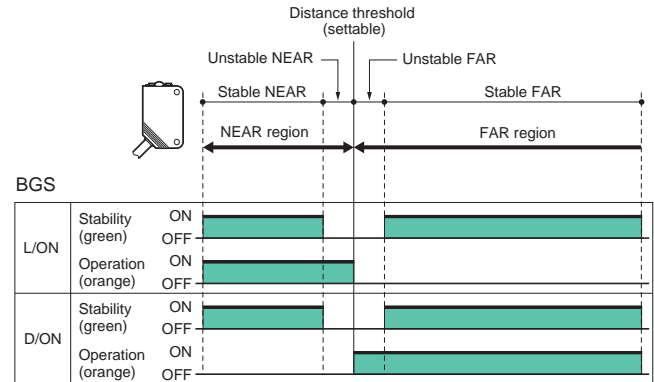 Distance threshold
(settable)
Unstable NEAR
Unstable FAR
Stable NEAR
Stable FAR
NEAR region
FAR region
BGS
L/ON
Stability
(green)
ON
OFF
Operation
(orange)
ON
OFF
D/ON
Stability
(green)
ON
OFF
Operation
(orange)
ON
OFF